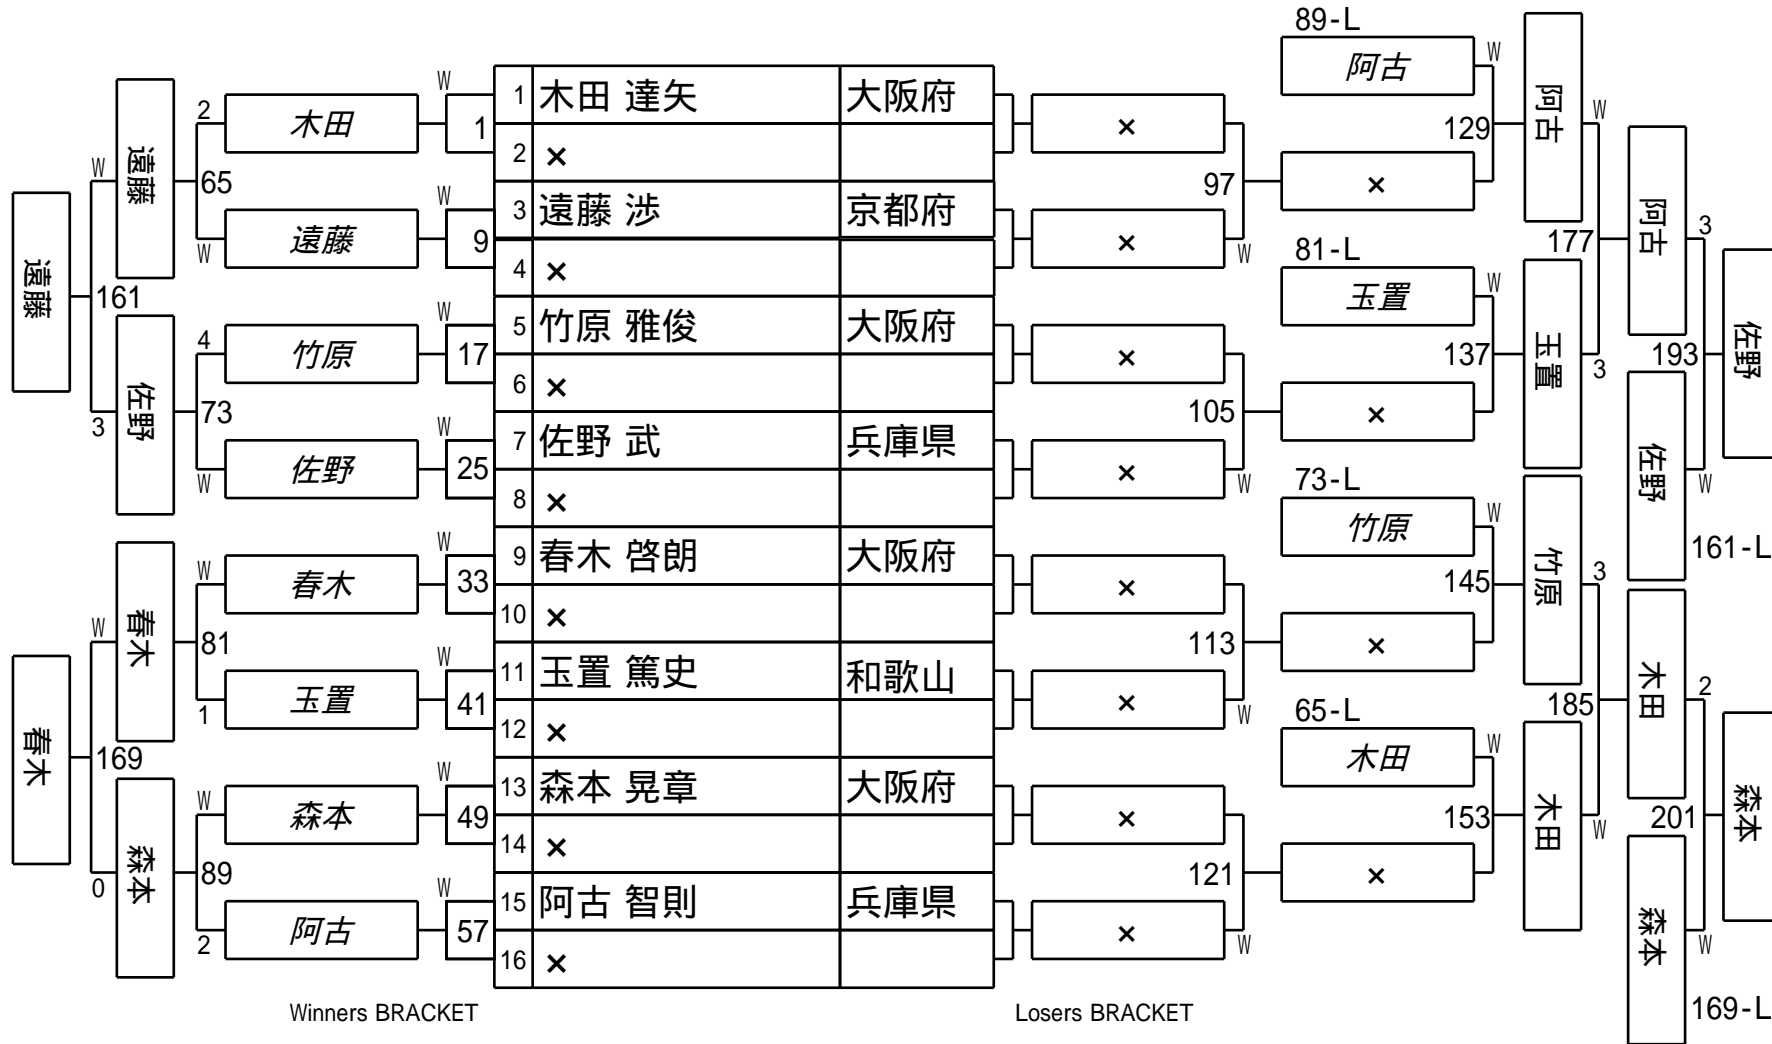 89-L
W
阿古
W
阿古
W
129
×
W
1 木田 達矢 大阪府
2 ×
3 遠藤 渉 京都府
4 ×
5 竹原 雅俊 大阪府
6 ×
7 佐野 武 兵庫県
8 ×
9 春木 啓朗 大阪府
10 ×
11 玉置 篤史 和歌山
12 ×
13 森本 晃章 大阪府
14 ×
15 阿古 智則 兵庫県
16 ×
2 木田 1
遠藤
W
65
W
遠藤 9
W
遠藤
161
W
4 竹原 17
佐野
3
73
W
佐野 25
W
W
春木 33
W
春木
W
81
W
1 玉置 41
春木
169
W
W
森本 49
森本
0
89
W
2 阿古 57
×
97
×
W
×
105
×
W
×
113
×
W
×
121
×
W
81-L
玉置
W
137
×
玉置
3
177
阿古
3
193
佐野
佐野
W
161-L
73-L
竹原
W
145
×
竹原
3
185
65-L
木田
W
153
×
木田
W
木田
2
201
森本
森本
W
169-L
Winners BRACKET
Losers BRACKET